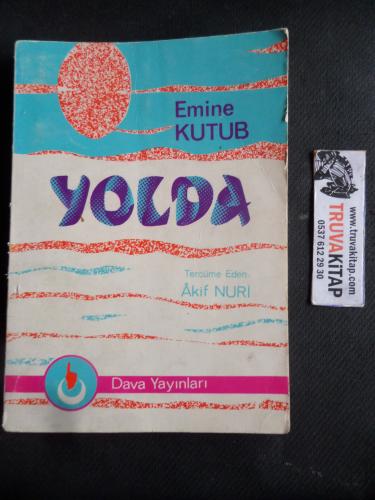 Emine
KUTUB
YOLDA
Tercüme Eden:
Âkif NURİ
Dava Yayınları
www.truvakitap.com
TRUVAKİTAP
0537 612 29 30